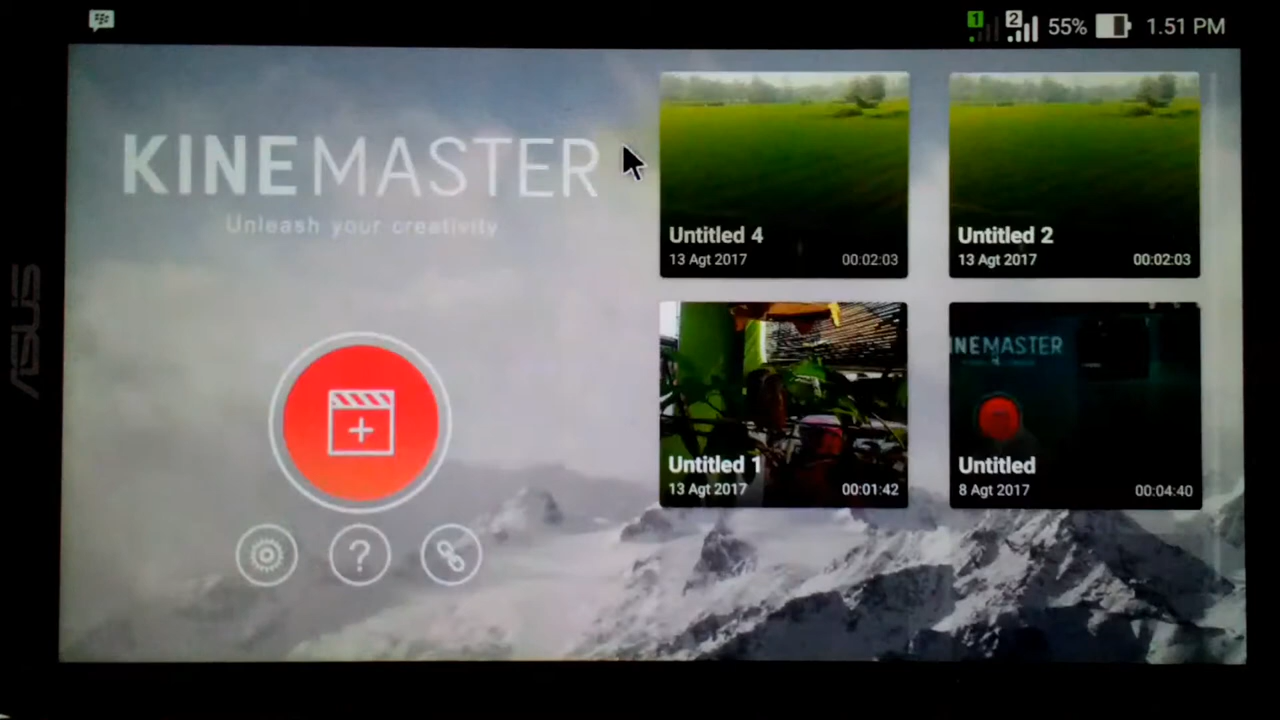 1 2 55% 1.51 PM
ASUS
KINEMASTER
Unleash your creativity
?
Untitled 4
13 Agt 2017 00:02:03
Untitled 2
13 Agt 2017 00:02:03
Untitled 1
13 Agt 2017 00:01:42
INEMASTER
Untitled
8 Agt 2017 00:04:40